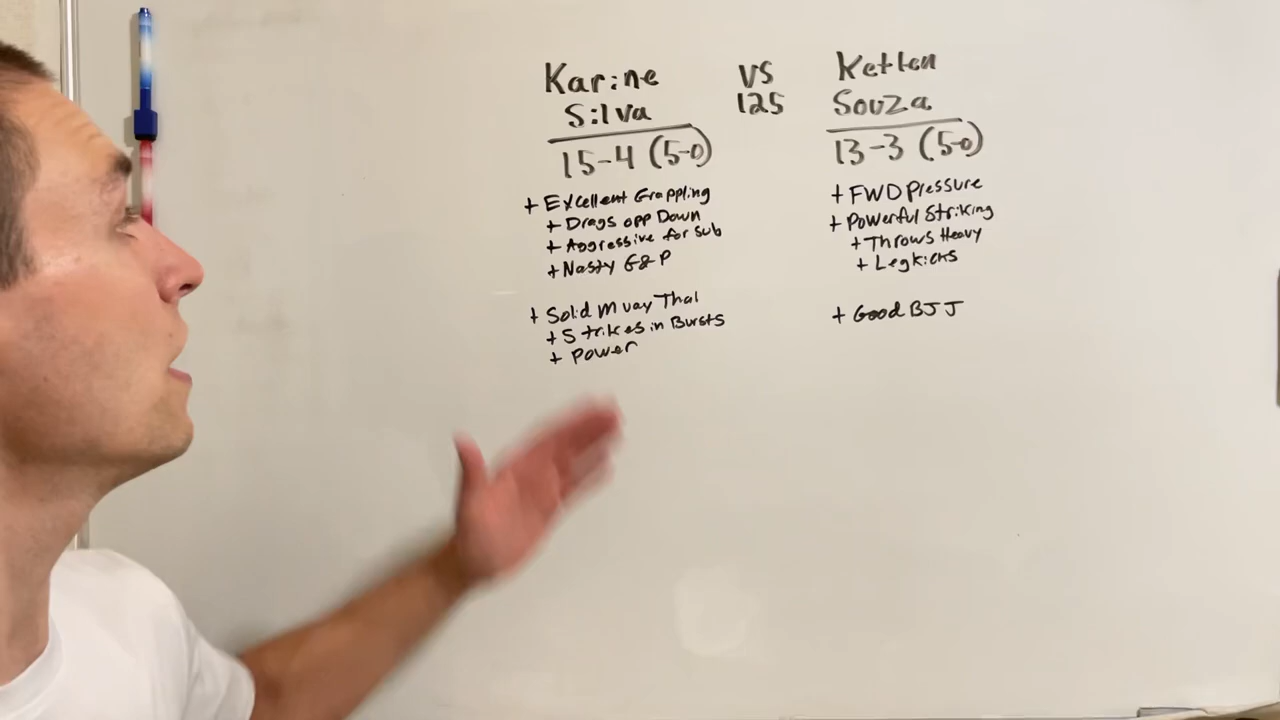 Karine
Silva
15-4 (5-0)
+ Excellent Grappling
+ Drags opp Down
+ Aggressive for Sub
+ Nasty G&P
+ Solid Muay Thai
+ Strikes in Bursts
+ Power
VS
125
Ketlen
Souza
13-3 (5-0)
+ FWD Pressure
+ Powerful Striking
+ Throws Heavy
+ Legkicks
+ Good BJJ